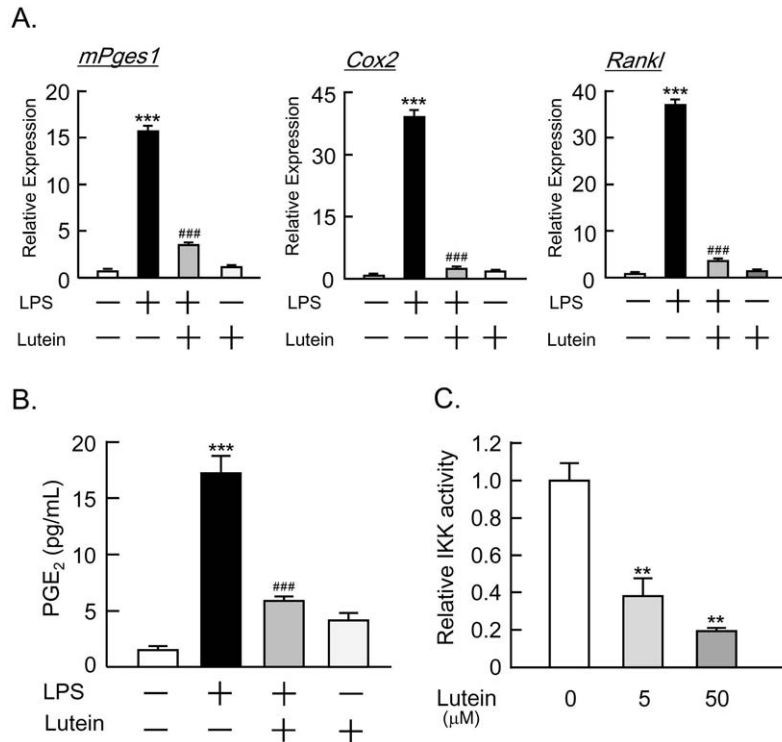 A.
mPges1
Cox2
Rankl
Relative Expression
20
15
10
5
0
***
###
Relative Expression
45
30
15
0
***
###
Relative Expression
40
30
20
10
0
***
###
LPS — + + —
Lutein — — + +
LPS — + + —
Lutein — — + +
LPS — + + —
Lutein — — + +
B.
PGE2 (pg/mL)
20
15
10
5
0
***
###
LPS — + + —
Lutein — — + +
C.
Relative IKK activity
1.2
1.0
0.8
0.6
0.4
0.2
0
**
**
Lutein 0 5 50
(μM)